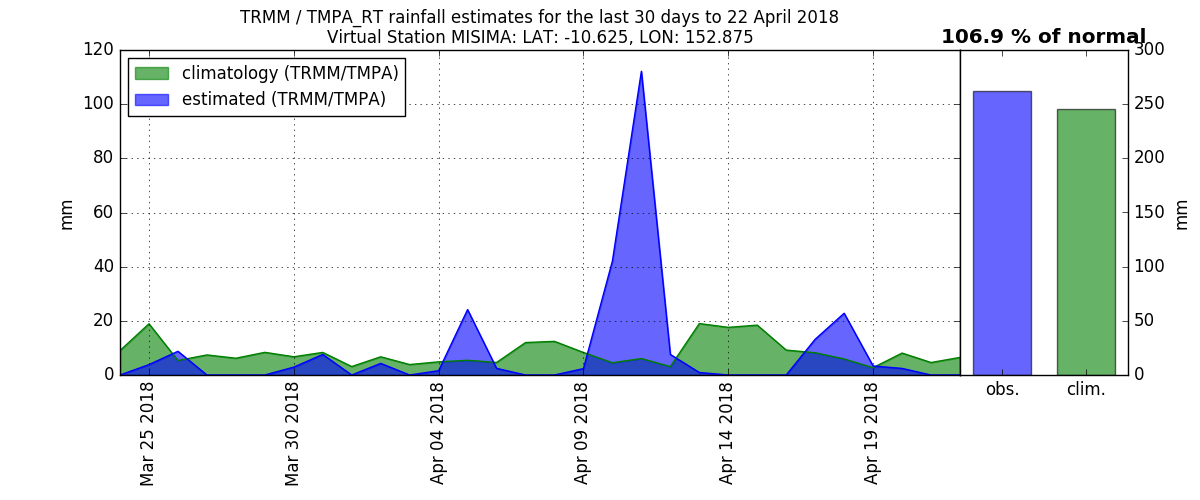 TRMM / TMPA_RT rainfall estimates for the last 30 days to 22 April 2018
Virtual Station MISIMA: LAT: -10.625, LON: 152.875
106.9 % of normal
climatology (TRMM/TMPA)
estimated (TRMM/TMPA)
120
100
80
60
40
20
0
mm
Mar 25 2018
Mar 30 2018
Apr 04 2018
Apr 09 2018
Apr 14 2018
Apr 19 2018
300
250
200
150
100
50
0
mm
obs.
clim.